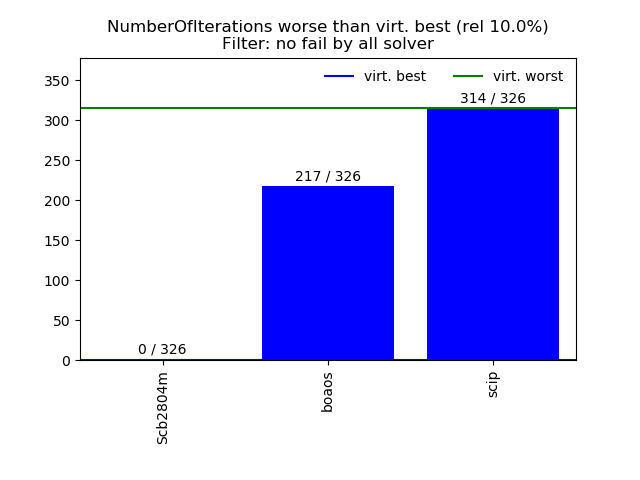 NumberOfIterations worse than virt. best (rel 10.0%)
Filter: no fail by all solver
350
300
250
200
150
100
50
0
virt. best
virt. worst
0 / 326
217 / 326
314 / 326
Scb2804m
boaos
scip